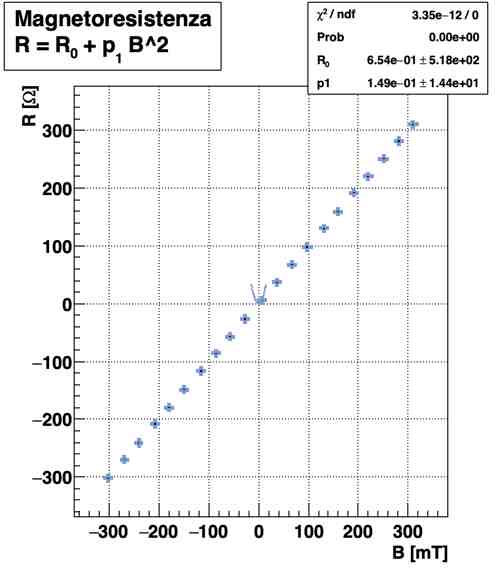 Magnetoresistenza
R = R₀ + p₁ B^2
χ² / ndf 3.35e−12 / 0
Prob 0.00e+00
R₀ 6.54e−01 ± 5.18e+02
p1 1.49e−01 ± 1.44e+01
R [Ω]
300
200
100
0
−100
−200
−300
−300 −200 −100 0 100 200 300
B [mT]